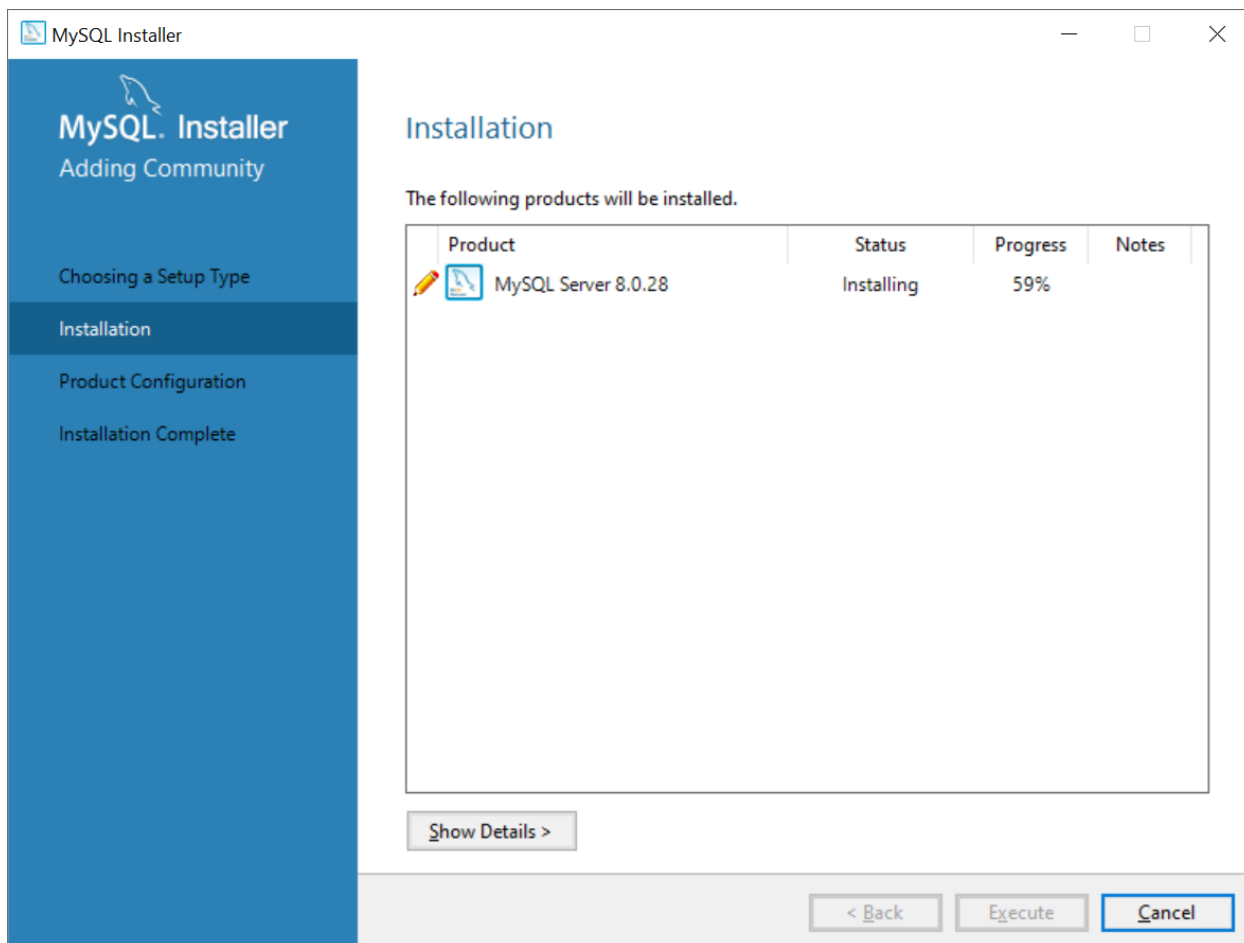 MySQL Installer
MySQL. Installer
Adding Community
Choosing a Setup Type
Installation
Product Configuration
Installation Complete
Installation
The following products will be installed.
Product Status Progress Notes
MySQL Server 8.0.28 Installing 59%
Show Details >
< Back Execute Cancel